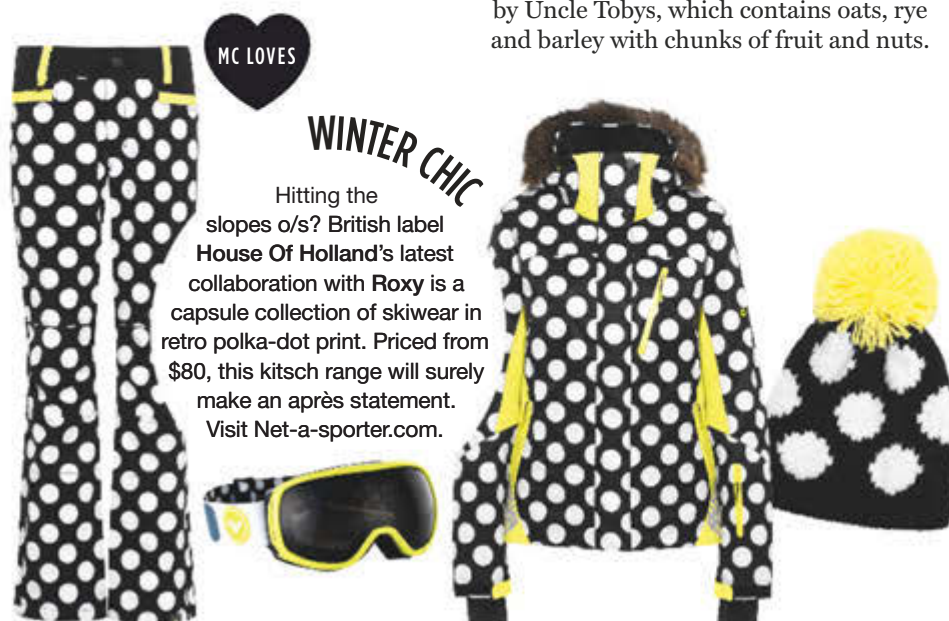 by Uncle Tobys, which contains oats, rye
and barley with chunks of fruit and nuts.
MC LOVES
WINTER CHIC
Hitting the
slopes o/s? British label
House Of Holland's latest
collaboration with Roxy is a
capsule collection of skiwear in
retro polka-dot print. Priced from
$80, this kitsch range will surely
make an après statement.
Visit Net-a-sporter.com.